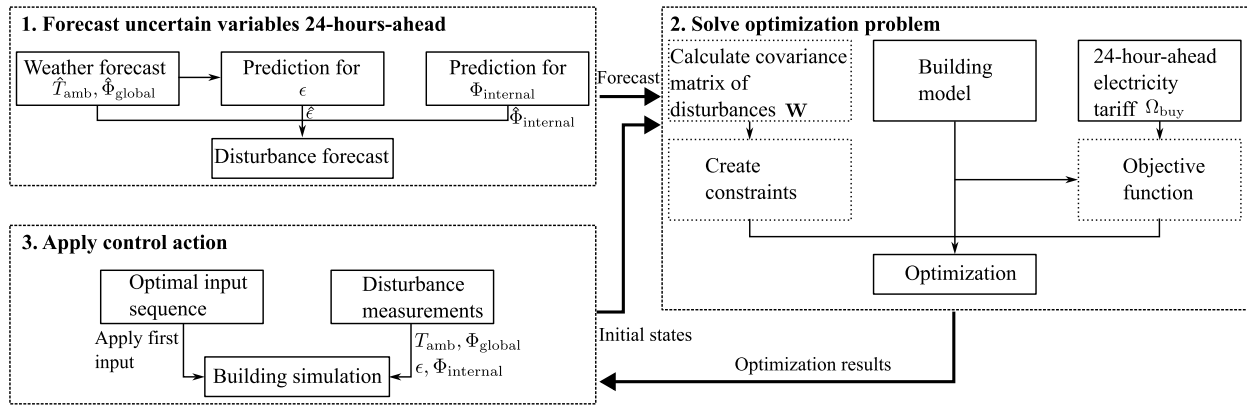 1. Forecast uncertain variables 24-hours-ahead
Weather forecast
T̂amb, Φ̂global
Prediction for
ϵ
Prediction for
Φinternal
ϵ̂
Φ̂internal
Disturbance forecast
Forecast
2. Solve optimization problem
Calculate covariance
matrix of
disturbances W
Building
model
24-hour-ahead
electricity
tariff Ωbuy
Create
constraints
Objective
function
Optimization
3. Apply control action
Optimal input
sequence
Disturbance
measurements
Apply first
input
Tamb, Φglobal
ϵ, Φinternal
Building simulation
Initial states
Optimization results